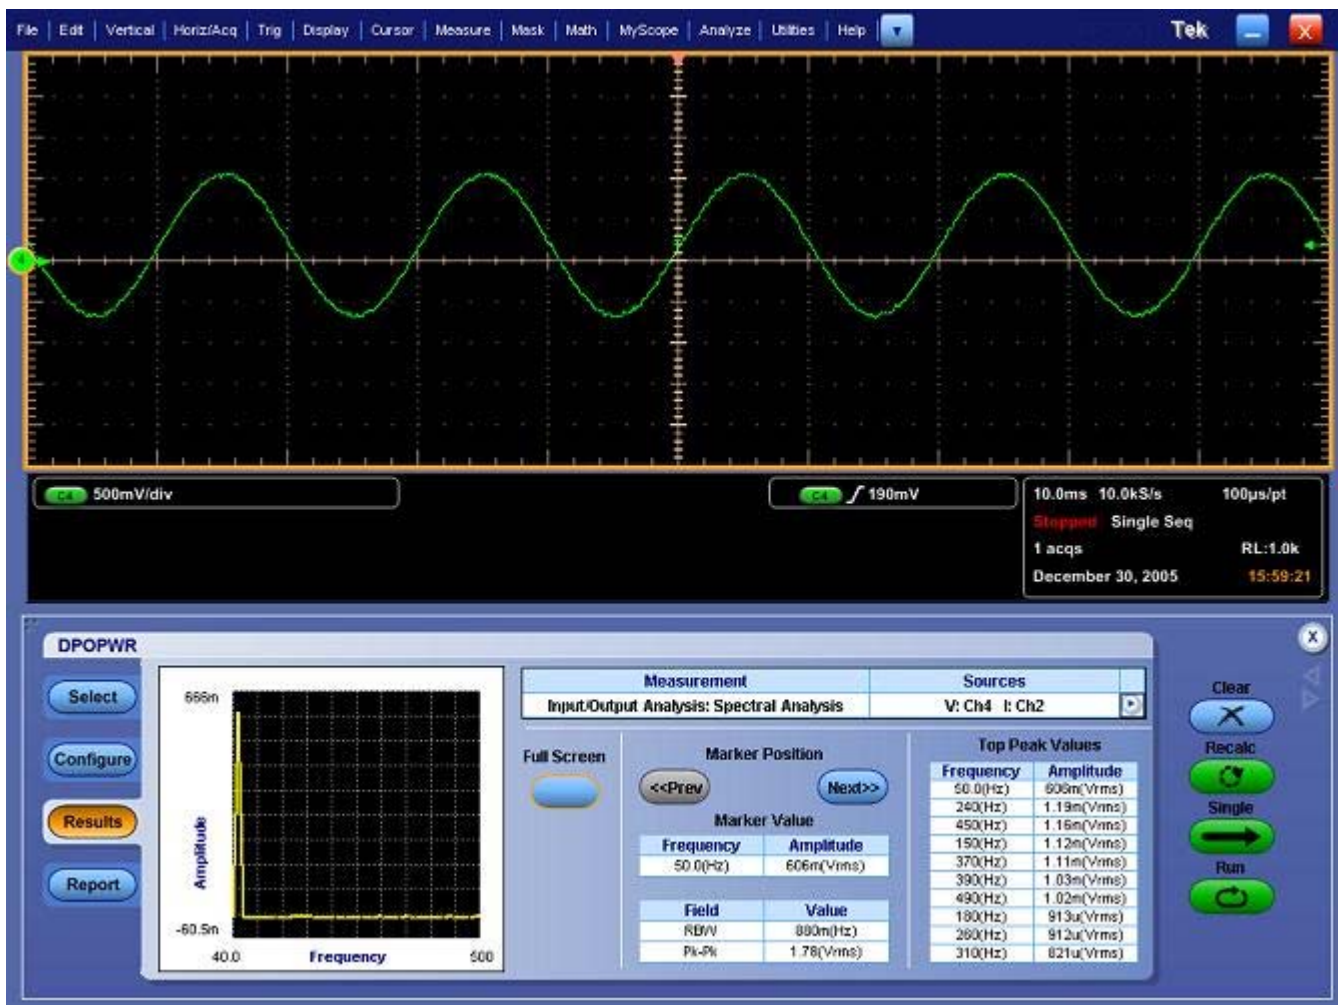 File Edit Vertical Horiz/Acq Trig Display Cursor Measure Mask Math MyScope Analyze Utilities Help Tek X
4
C4 500mV/div
C4 190mV
10.0ms 10.0kS/s 100µs/pt
Stopped Single Seq
1 acqs RL:1.0k
December 30, 2005 15:59:21
DPOPWR
X
Select
Configure
Results
Report
666m
Amplitude
-60.5m
40.0 Frequency 500
Measurement Sources
Input/Output Analysis: Spectral Analysis V: Ch4 I: Ch2
Full Screen
Marker Position
<<Prev Next>>
Marker Value
Frequency Amplitude
50.0(Hz) 606m(Vrms)
Field Value
RBW 880m(Hz)
Pk-Pk 1.78(Vrms)
Top Peak Values
Frequency Amplitude
50.0(Hz) 606m(Vrms)
240(Hz) 1.19m(Vrms)
450(Hz) 1.16m(Vrms)
150(Hz) 1.12m(Vrms)
370(Hz) 1.11m(Vrms)
390(Hz) 1.03m(Vrms)
490(Hz) 1.02m(Vrms)
180(Hz) 913u(Vrms)
260(Hz) 912u(Vrms)
310(Hz) 821u(Vrms)
Clear
Recalc
Single
Run